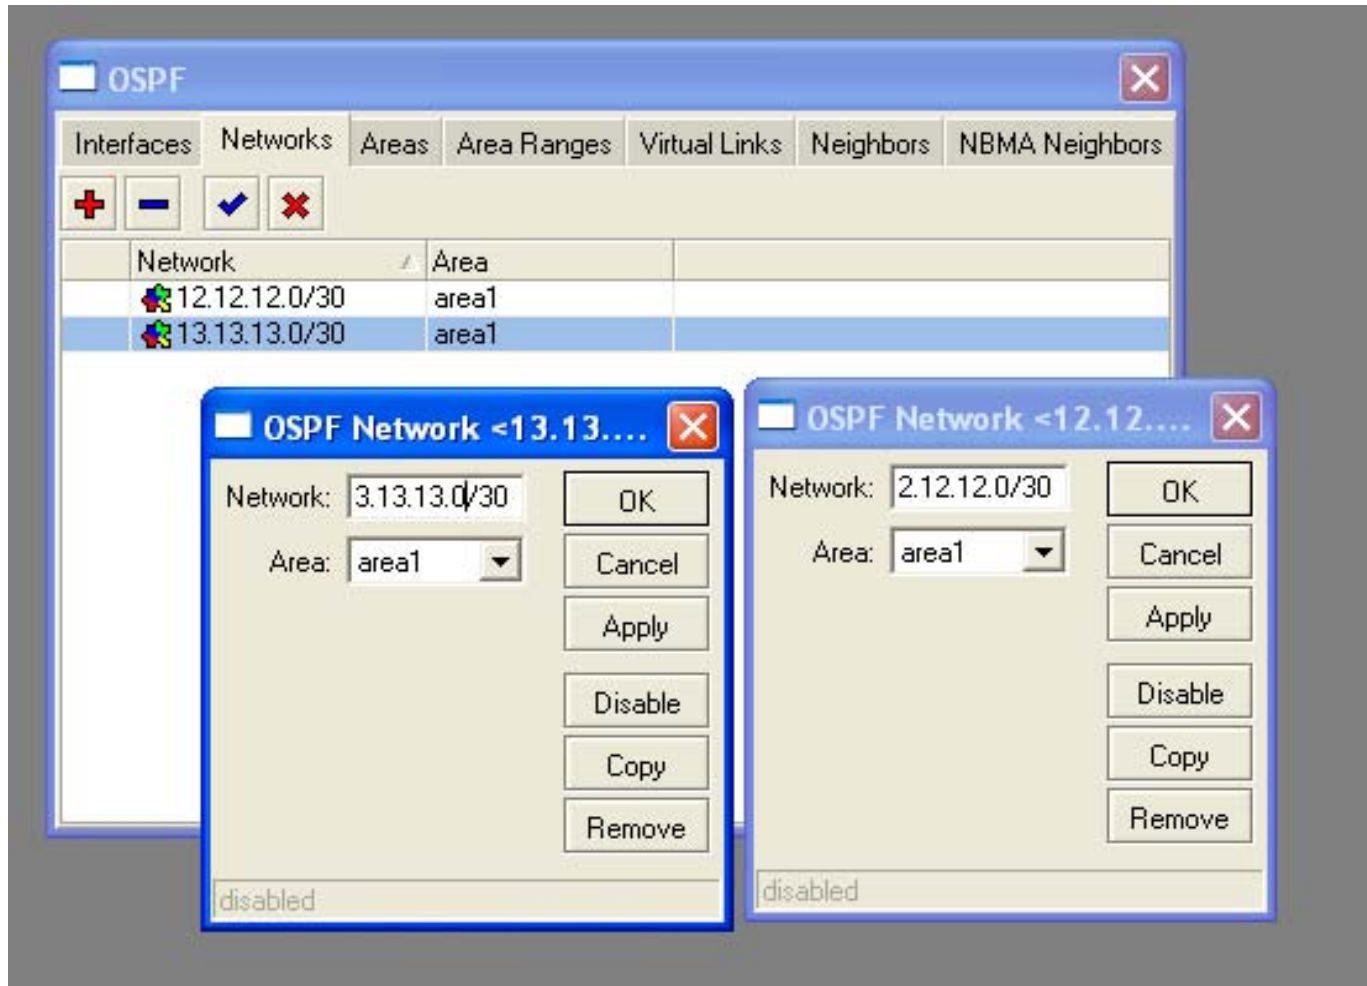 OSPF
Interfaces Networks Areas Area Ranges Virtual Links Neighbors NBMA Neighbors
Network Area
12.12.12.0/30 area1
13.13.13.0/30 area1
OSPF Network <13.13....
Network: 3.13.13.0/30
Area: area1
OK
Cancel
Apply
Disable
Copy
Remove
disabled
OSPF Network <12.12....
Network: 2.12.12.0/30
Area: area1
OK
Cancel
Apply
Disable
Copy
Remove
disabled